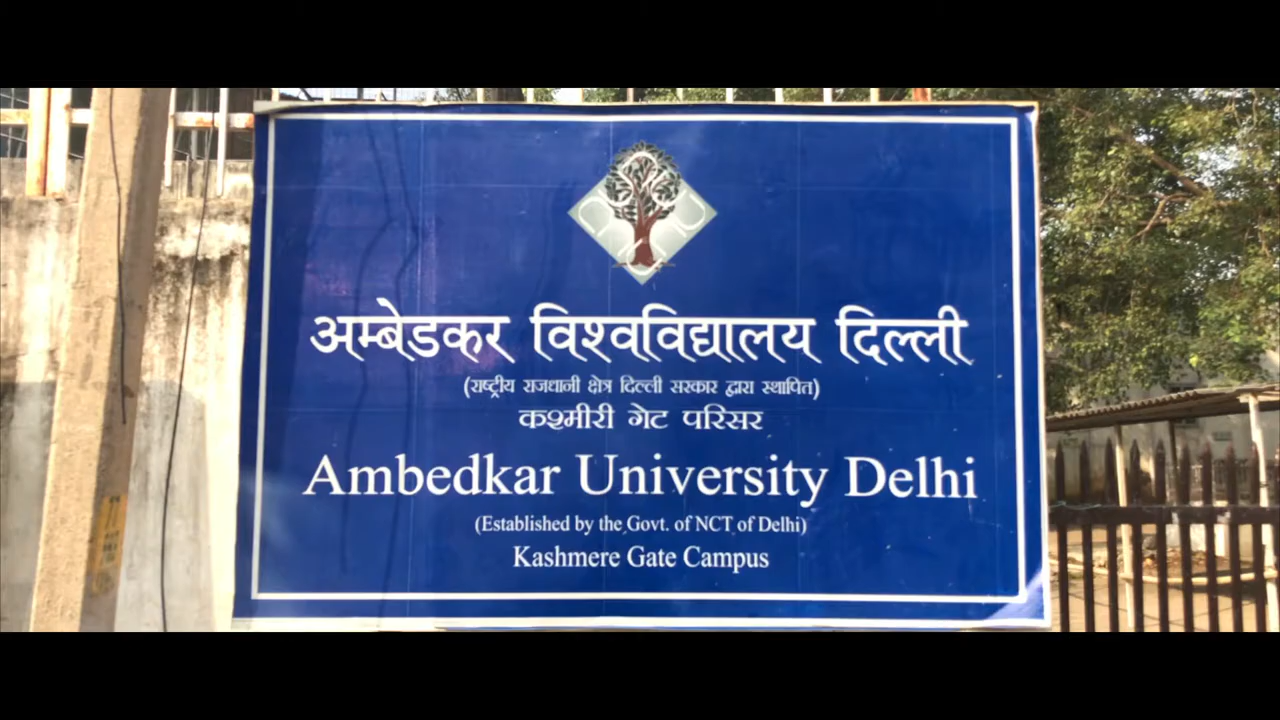 अम्बेडकर विश्वविद्यालय दिल्ली
(राष्ट्रीय राजधानी क्षेत्र दिल्ली सरकार द्वारा स्थापित)
कश्मीरी गेट परिसर
Ambedkar University Delhi
(Established by the Govt. of NCT of Delhi)
Kashmere Gate Campus